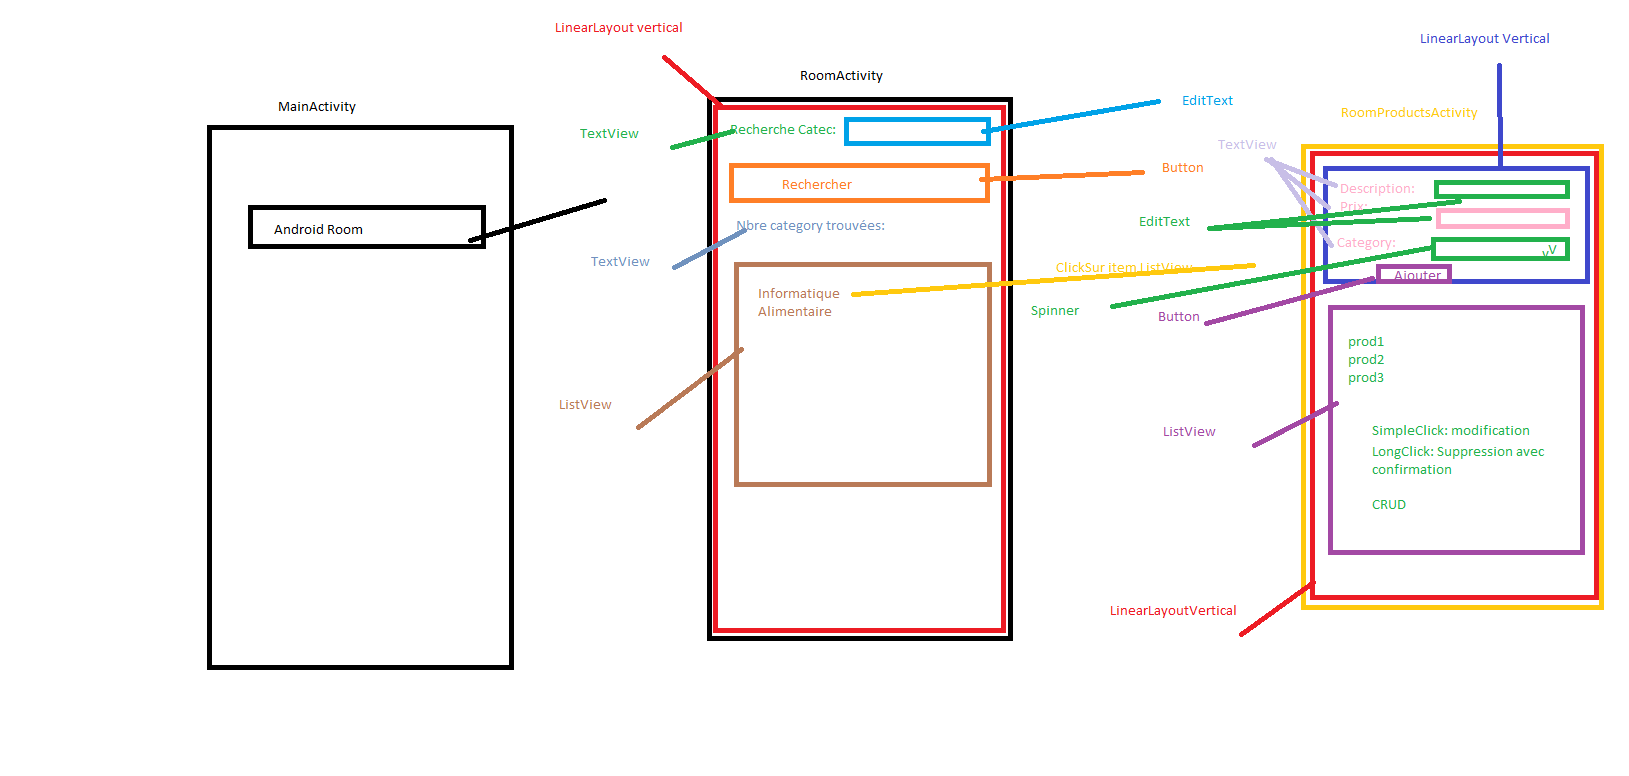 LinearLayout vertical
LinearLayout Vertical
RoomActivity
MainActivity
EditText
RoomProductsActivity
TextView
Recherche Catec:
TextView
Button
Rechercher
Description:
Prix:
EditText
Android Room
Nbre category trouvées:
Category:
vV
TextView
ClickSur item ListView
Ajouter
Informatique
Alimentaire
Spinner
Button
prod1
prod2
prod3
ListView
ListView
SimpleClick: modification
LongClick: Suppression avec
confirmation
CRUD
LinearLayoutVertical